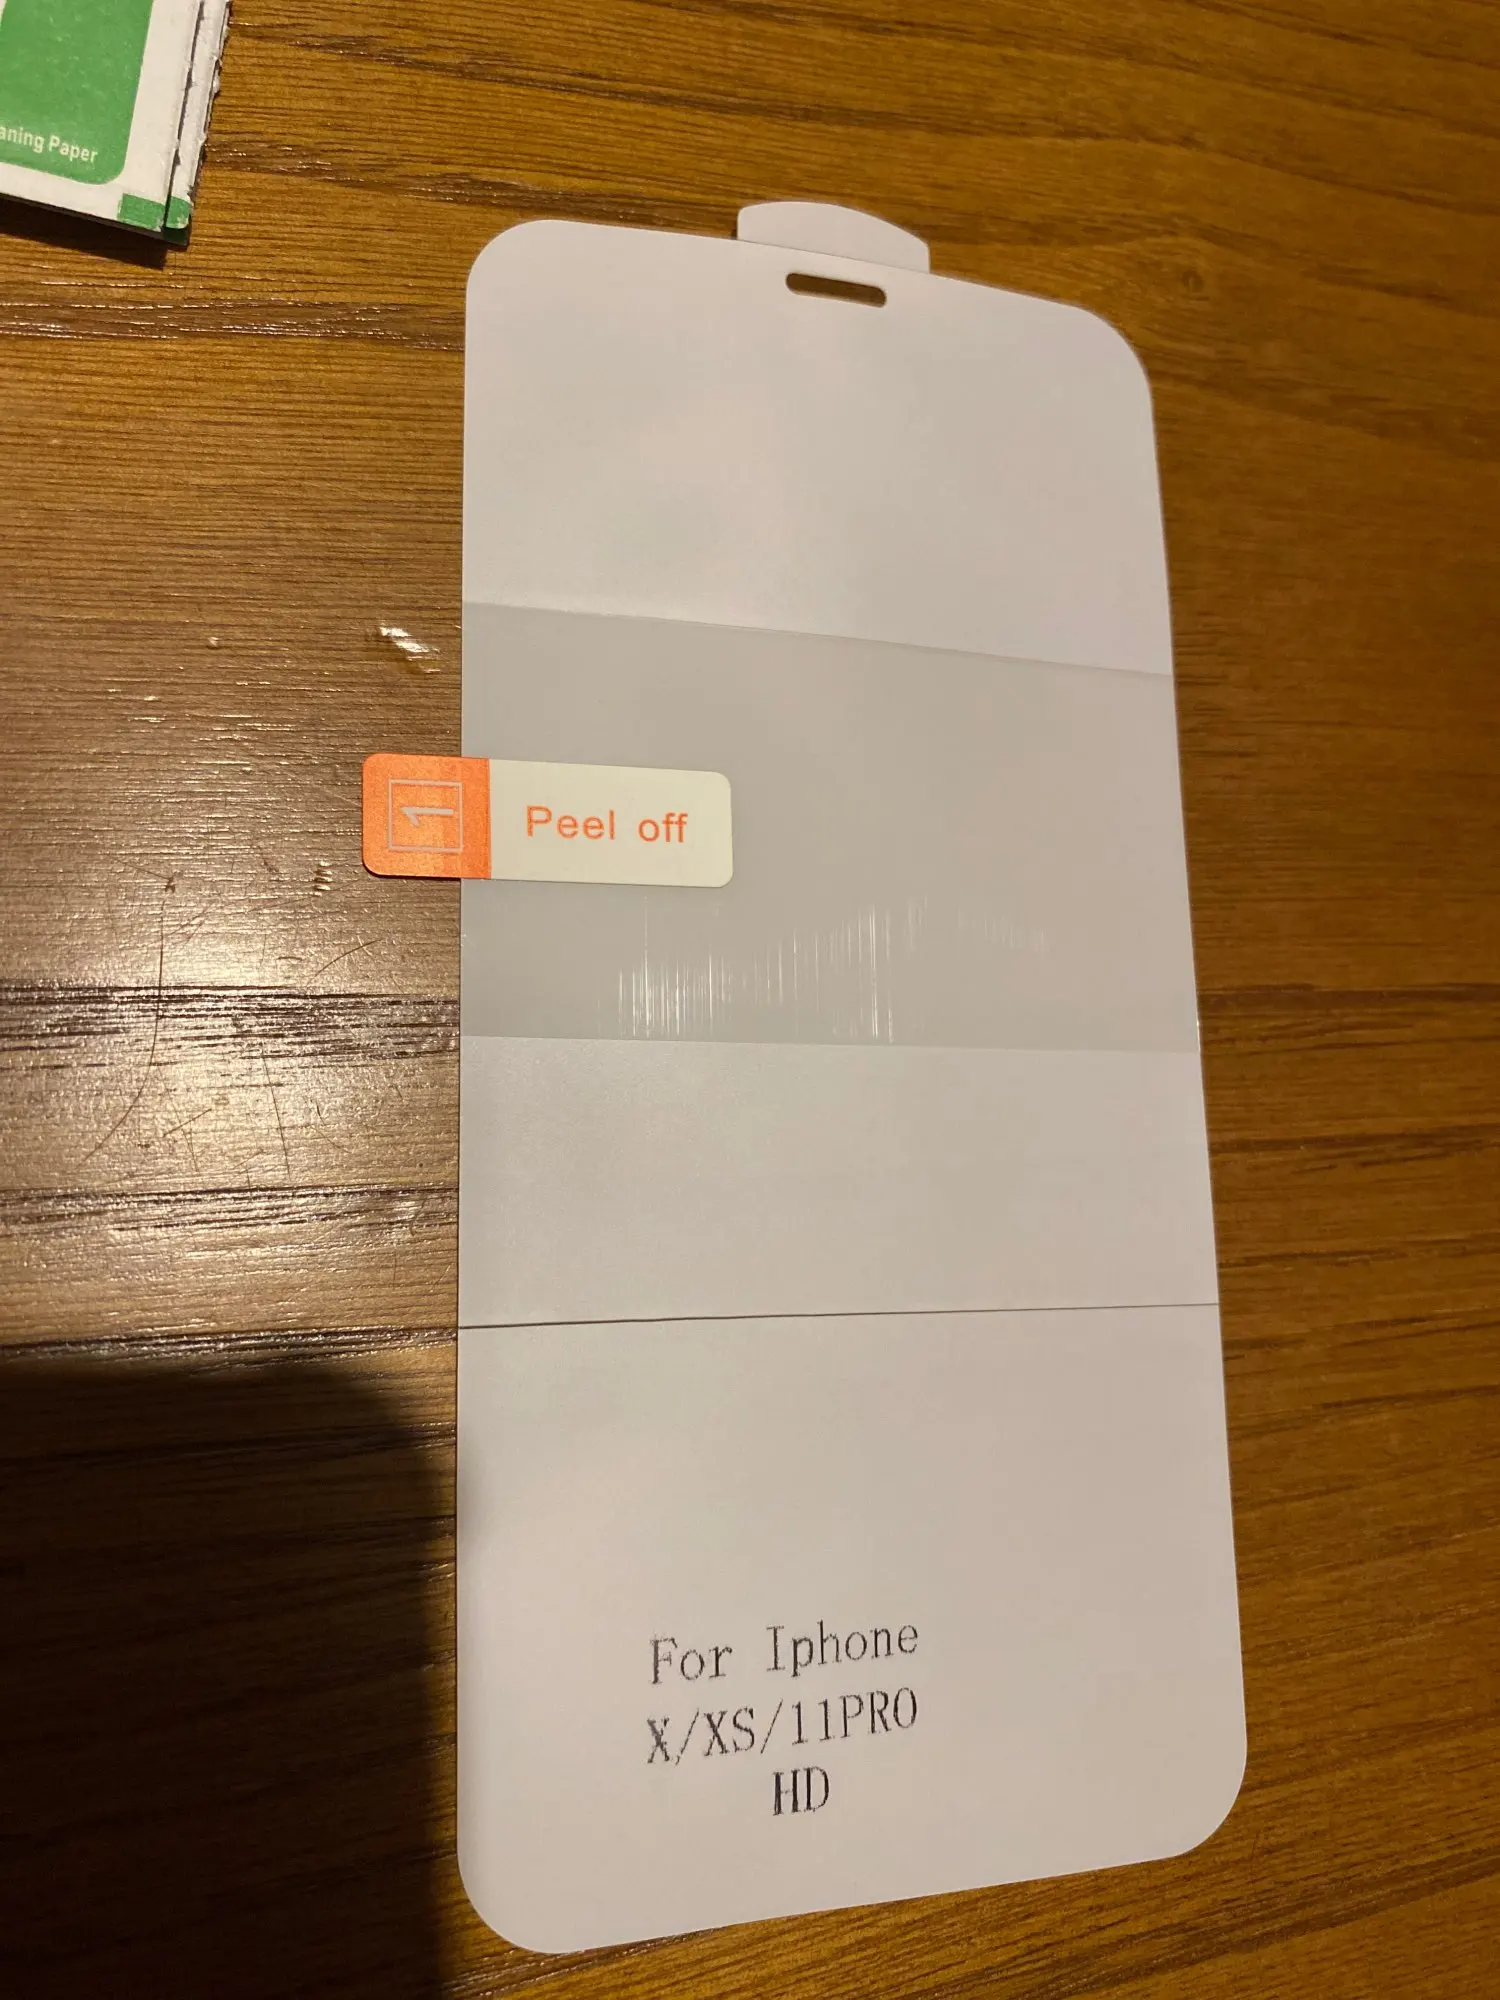 aning Paper
1
Peel off
For Iphone
X/XS/11PRO
HD